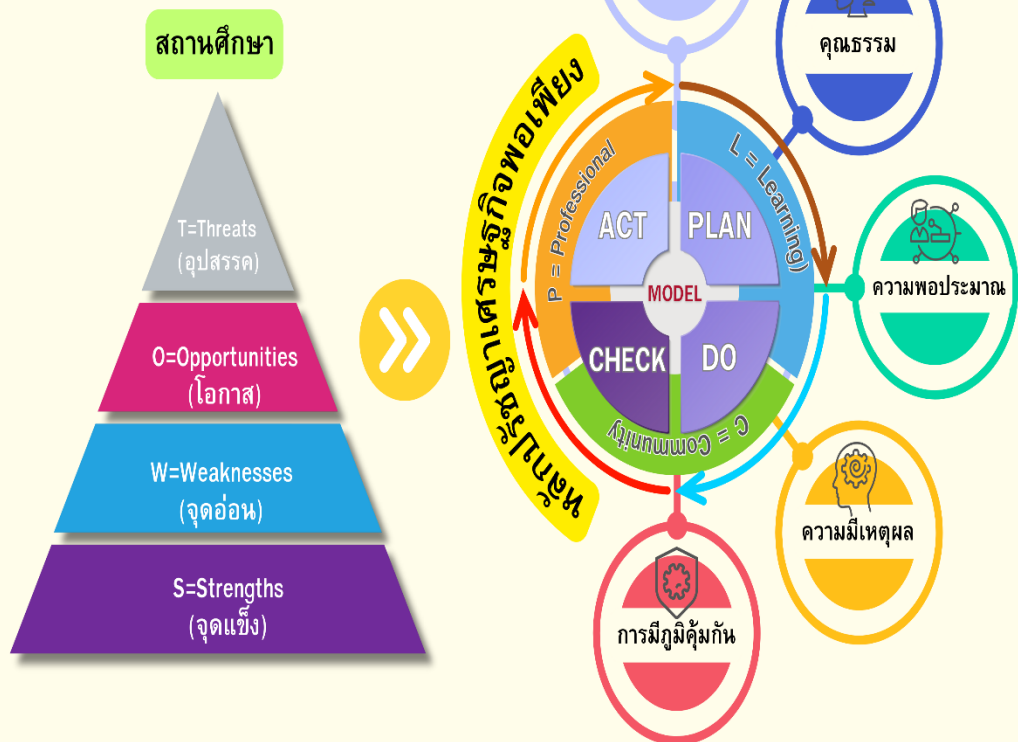 สถานศึกษา
T=Threats
(อุปสรรค)
O=Opportunities
(โอกาส)
W=Weaknesses
(จุดอ่อน)
S=Strengths
(จุดแข็ง)
หลักปรัชญาเศรษฐกิจพอเพียง
P = Professional
L = Learning)
C = Community
ACT
PLAN
MODEL
CHECK
DO
คุณธรรม
ความพอประมาณ
ความมีเหตุผล
การมีภูมิคุ้มกัน